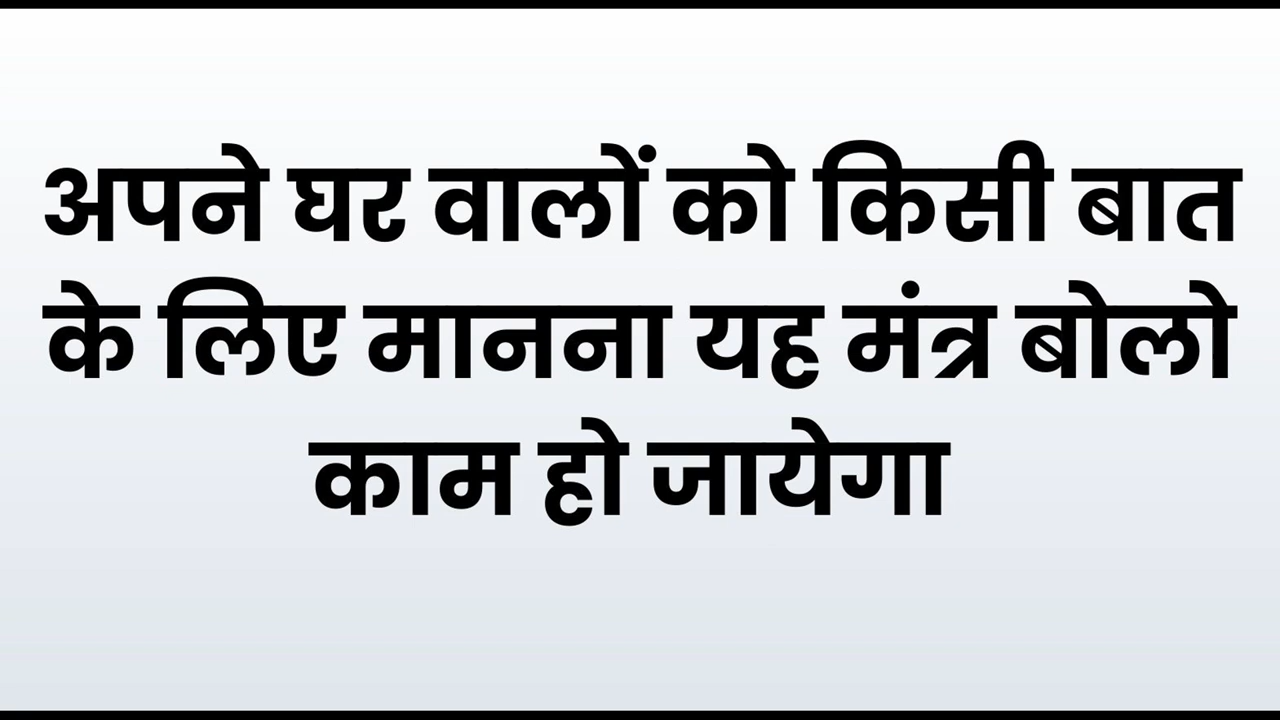 अपने घर वालों को किसी बात
के लिए मानना यह मंत्र बोलो
काम हो जायेगा